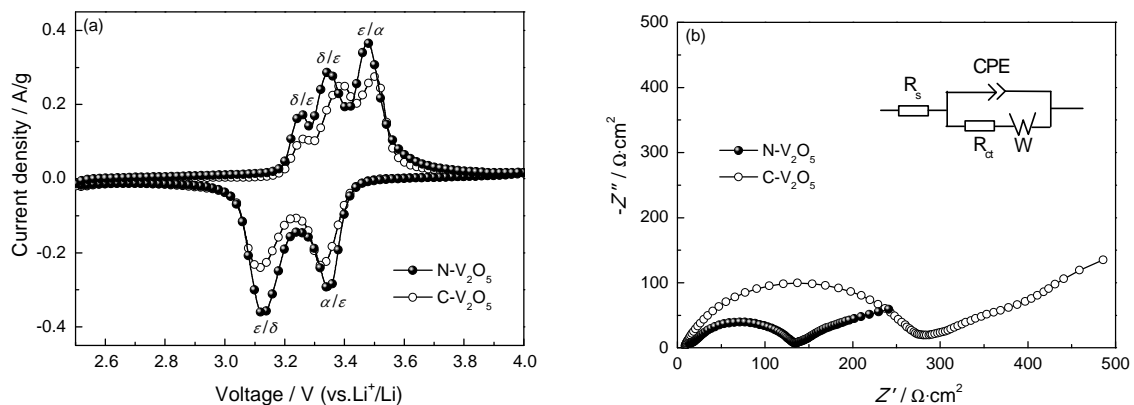 (a)
ε/α
δ/ε
δ/ε
0.4
0.2
0.0
-0.2
-0.4
Current density / A/g
N-V₂O₅
C-V₂O₅
α/ε
ε/δ
2.6 2.8 3.0 3.2 3.4 3.6 3.8 4.0
Voltage / V (vs.Li⁺/Li)
(b)
-500
-400
-300
-200
-100
0
-Z'' / Ω·cm²
CPE
Rₛ
R_ct W
N-V₂O₅
C-V₂O₅
0 100 200 300 400 500
Z' / Ω·cm²